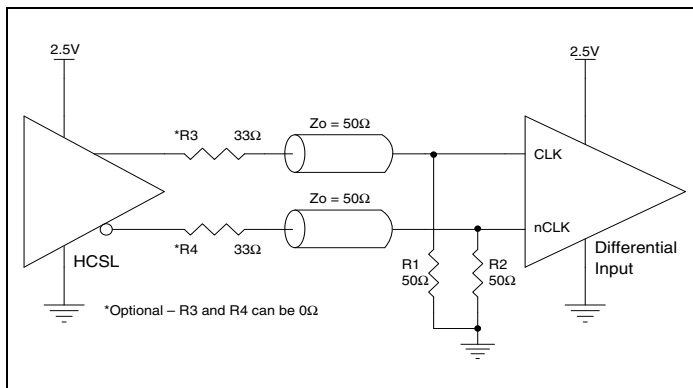 2.5V
2.5V
*R3 33Ω
Zo = 50Ω
CLK
Zo = 50Ω
*R4 33Ω
nCLK
HCSL
R1
50Ω
R2
50Ω
Differential
Input
*Optional – R3 and R4 can be 0Ω